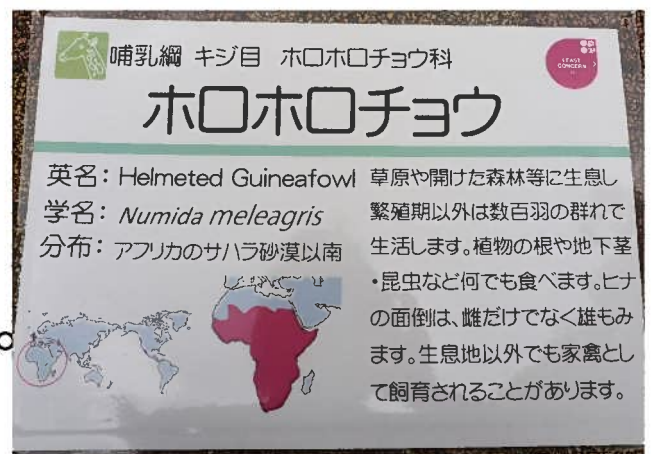 哺乳綱 キジ目 ホロホロチョウ科
LEAST
CONCERN
ホロホロチョウ
英名：Helmeted Guineafowl
学名：Numida meleagris
分布：アフリカのサハラ砂漠以南
草原や開けた森林等に生息し
繁殖期以外は数百羽の群れで
生活します。植物の根や地下茎
・昆虫など何でも食べます。ヒナ
の面倒は、雌だけでなく雄もみ
ます。生息地以外でも家禽とし
て飼育されることがあります。